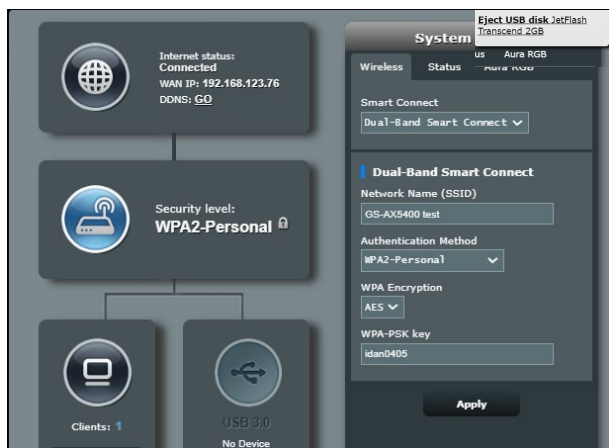 Internet status:
Connected
WAN IP: 192.168.123.76
DDNS: GO
Security level:
WPA2-Personal
Clients: 1
USB 3.0
No Device
System
Eject USB disk JetFlash
Transcend 2GB
us Aura RGB
Wireless Status Aura RGB
Smart Connect
Dual-Band Smart Connect
Dual-Band Smart Connect
Network Name (SSID)
GS-AX5400 test
Authentication Method
WPA2-Personal
WPA Encryption
AES
WPA-PSK key
idan0405
Apply